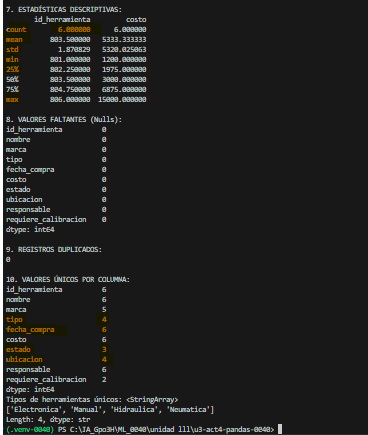 7. ESTADÍSTICAS DESCRIPTIVAS:
id_herramienta costo
count 6.000000 6.000000
mean 803.500000 5333.333333
std 1.870829 5320.025063
min 801.000000 1200.000000
25% 802.250000 1975.000000
50% 803.500000 3000.000000
75% 804.750000 6875.000000
max 806.000000 15000.000000
8. VALORES FALTANTES (Nulls):
id_herramienta 0
nombre 0
marca 0
tipo 0
fecha_compra 0
costo 0
estado 0
ubicacion 0
responsable 0
requiere_calibracion 0
dtype: int64
9. REGISTROS DUPLICADOS:
0
10. VALORES ÚNICOS POR COLUMNA:
id_herramienta 6
nombre 6
marca 5
tipo 4
fecha_compra 6
costo 6
estado 3
ubicacion 4
responsable 6
requiere_calibracion 2
dtype: int64
Tipos de herramientas únicos: <StringArray>
['Electronica', 'Manual', 'Hidraulica', 'Neumatica']
Length: 4, dtype: str
(.venv-0040) PS C:\IA_Gpo3H\ML_0040\unidad lll\u3-act4-pandas-0040>